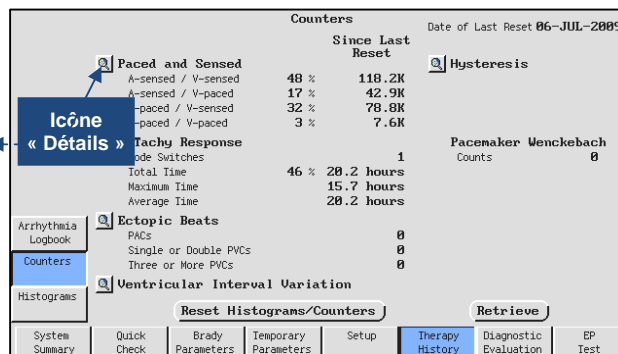 Counters
Date of Last Reset 06-JUL-2009
Since Last
Reset
Paced and Sensed
A-sensed / V-sensed 48 % 118.2K
A-sensed / V-paced 17 % 42.9K
-paced / V-sensed 32 % 78.8K
-paced / V-paced 3 % 7.6K
Hysteresis
Icône
« Détails »
Tachy Response
ode Switches 1
Total Time 46 % 20.2 hours
Maximum Time 15.7 hours
Average Time 20.2 hours
Pacemaker Wenckebach
Counts 0
Ectopic Beats
PACs 0
Single or Double PVCs 0
Three or More PVCs 0
Ventricular Interval Variation
Arrhythmia
Logbook
Counters
Histograms
Reset Histograms/Counters
Retrieve
System
Summary
Quick
Check
Brady
Parameters
Temporary
Parameters
Setup
Therapy
History
Diagnostic
Evaluation
EP
Test